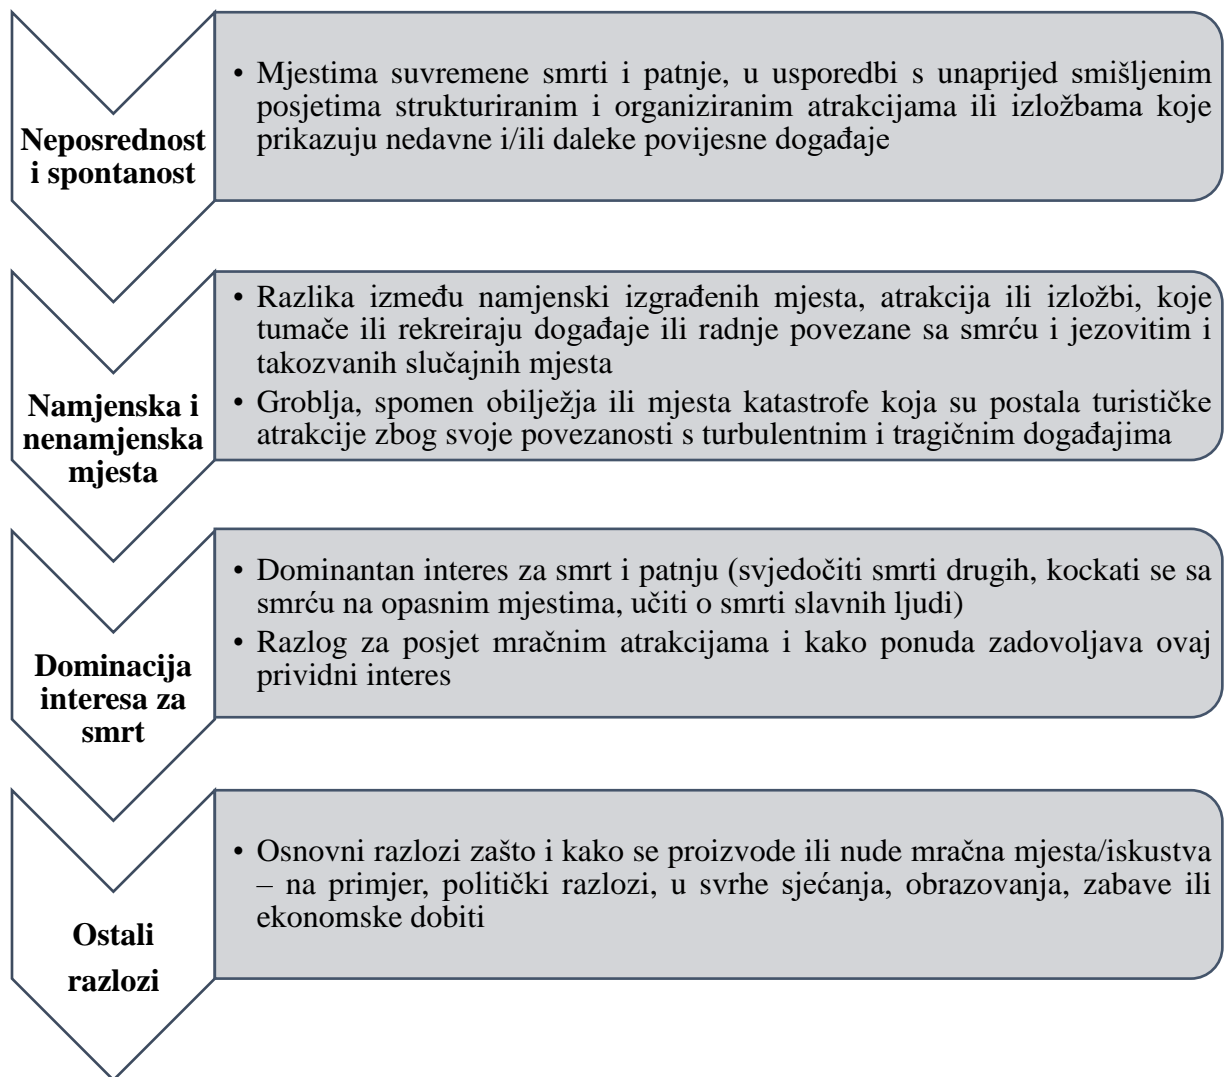 Neposrednost
i spontanost
• Mjestima suvremene smrti i patnje, u usporedbi s unaprijed smišljenim
posjetima strukturiranim i organiziranim atrakcijama ili izložbama koje
prikazuju nedavne i/ili daleke povijesne događaje
Namjenska i
nenamjenska
mjesta
• Razlika između namjenski izgrađenih mjesta, atrakcija ili izložbi, koje
tumače ili rekreiraju događaje ili radnje povezane sa smrću i jezovitim i
takozvanih slučajnih mjesta
• Groblja, spomen obilježja ili mjesta katastrofe koja su postala turističke
atrakcije zbog svoje povezanosti s turbulentnim i tragičnim događajima
Dominacija
interesa za
smrt
• Dominantan interes za smrt i patnju (svjedočiti smrti drugih, kockati se sa
smrću na opasnim mjestima, učiti o smrti slavnih ljudi)
• Razlog za posjet mračnim atrakcijama i kako ponuda zadovoljava ovaj
prividni interes
Ostali
razlozi
• Osnovni razlozi zašto i kako se proizvode ili nude mračna mjesta/iskustva
– na primjer, politički razlozi, u svrhe sjećanja, obrazovanja, zabave ili
ekonomske dobiti